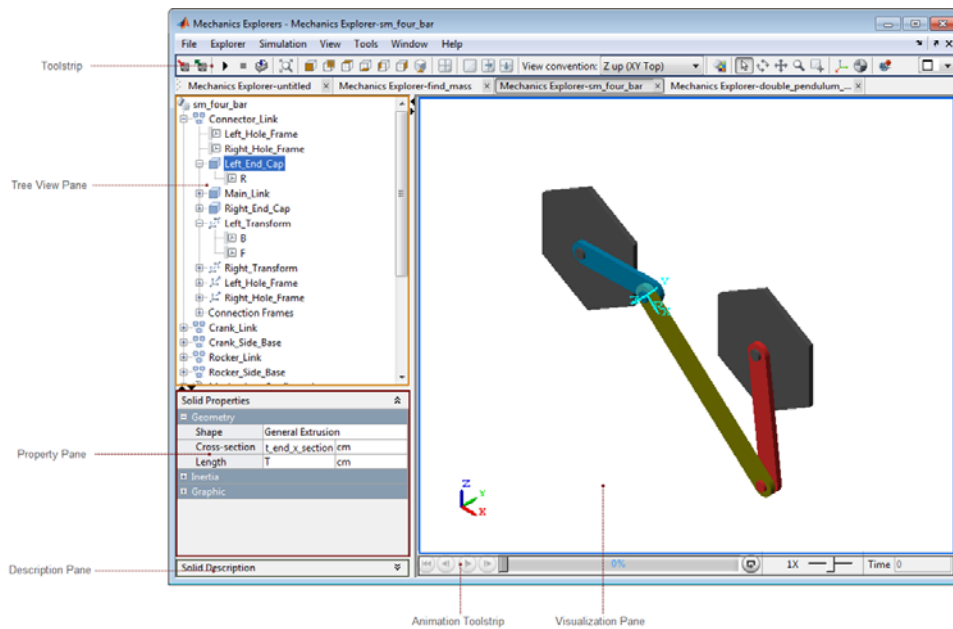 Mechanics Explorers - Mechanics Explorer-sm_four_bar
File Explorer Simulation View Tools Window Help
Toolstrip
View convention: Z up (XY Top)
Mechanics Explorer-untitled Mechanics Explorer-find_mass Mechanics Explorer-sm_four_bar Mechanics Explorer-double_pendulum_...
sm_four_bar
Connector_Link
Left_Hole_Frame
Right_Hole_Frame
Left_End_Cap
R
Tree View Pane
Main_Link
Right_End_Cap
Left_Transform
B
F
Right_Transform
Left_Hole_Frame
Right_Hole_Frame
Connection Frames
Crank_Link
Crank_Side_Base
Rocker_Link
Rocker_Side_Base
Solid Properties
Geometry
Shape General Extrusion
Cross-section t_end_x_section cm
Property Pane
Length T cm
Inertia
Graphic
Z
Y
X
Description Pane
Solid Description
0%
1X
Time 0
Animation Toolstrip
Visualization Pane